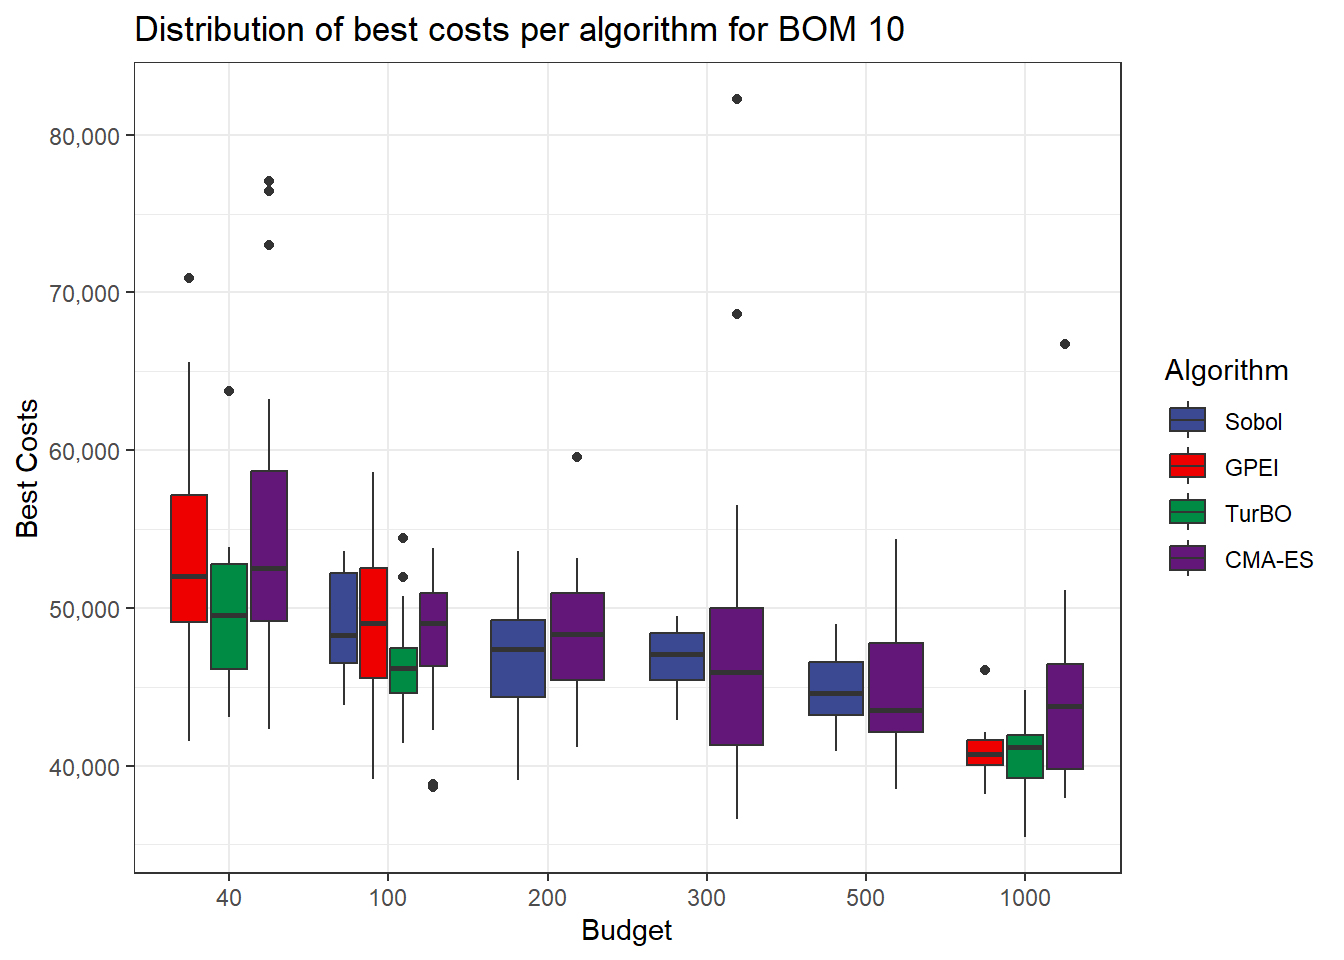 Distribution of best costs per algorithm for BOM 10
Best Costs
80,000
70,000
60,000
50,000
40,000
40 100 200 300 500 1000
Budget
Algorithm
Sobol
GPEI
TurBO
CMA-ES